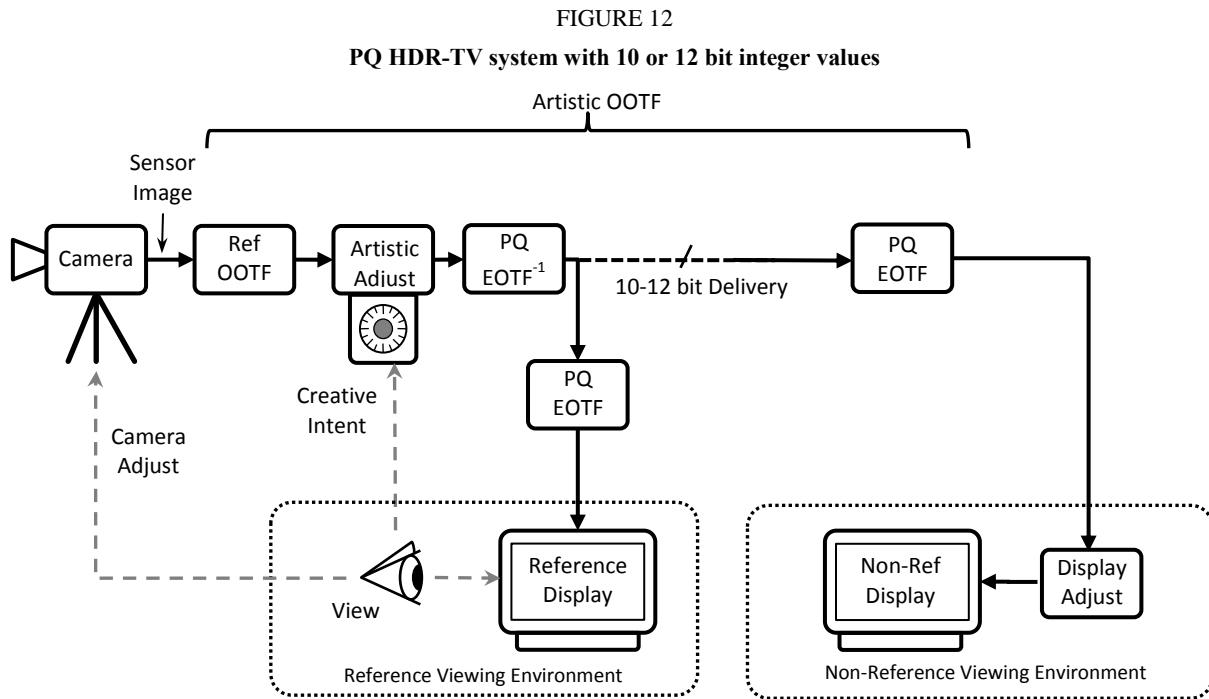 FIGURE 12
PQ HDR-TV system with 10 or 12 bit integer values
Artistic OOTF
Sensor
Image
Camera
Ref
OOTF
Artistic
Adjust
PQ
EOTF⁻¹
10-12 bit Delivery
PQ
EOTF
PQ
EOTF
Creative
Intent
Camera
Adjust
View
Reference
Display
Reference Viewing Environment
Non-Ref
Display
Display
Adjust
Non-Reference Viewing Environment